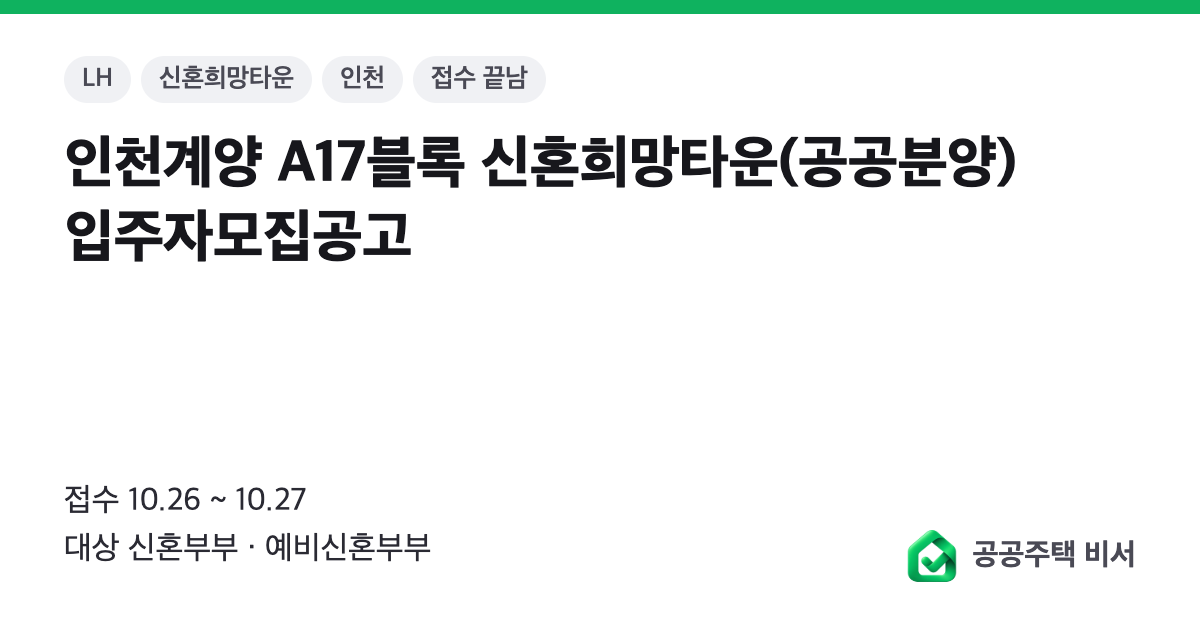 LH 신혼희망타운 인천 접수 끝남
인천계양 A17블록 신혼희망타운(공공분양)
입주자모집공고
접수 10.26 ~ 10.27
대상 신혼부부 · 예비신혼부부
공공주택 비서